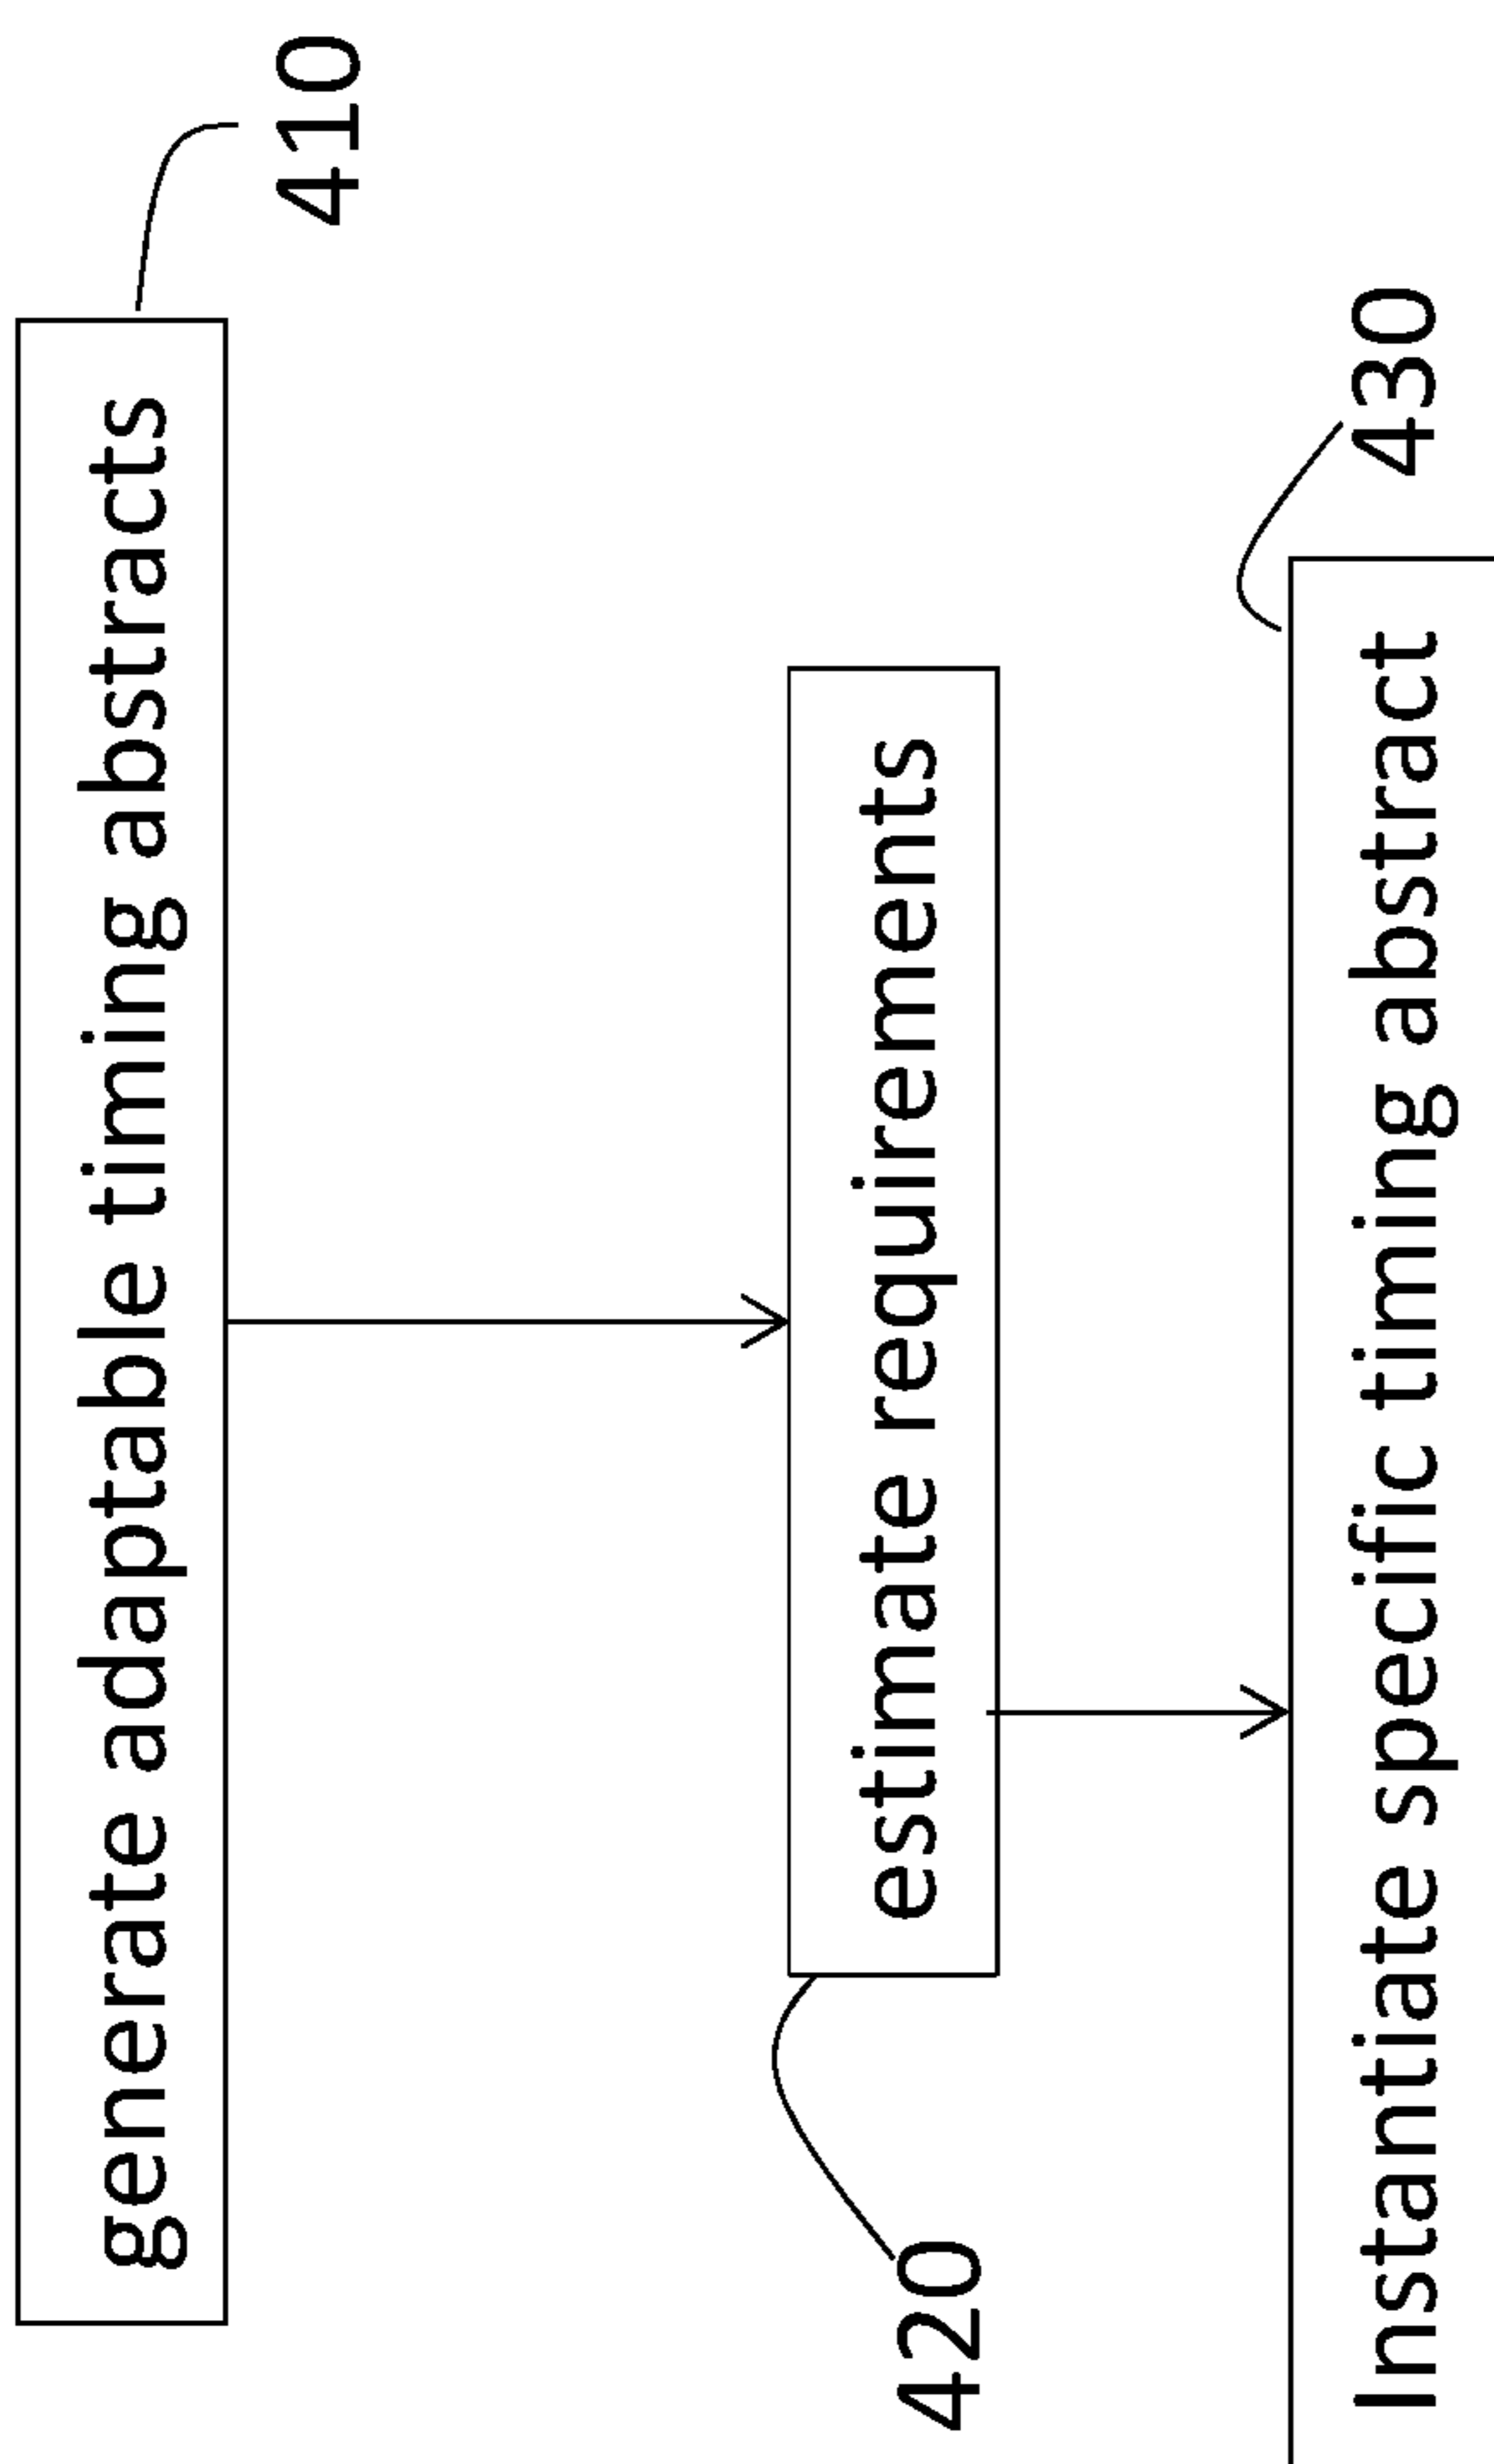 generate adaptable timing abstracts
410
estimate requirements
420
Instantiate specific timing abstract
430